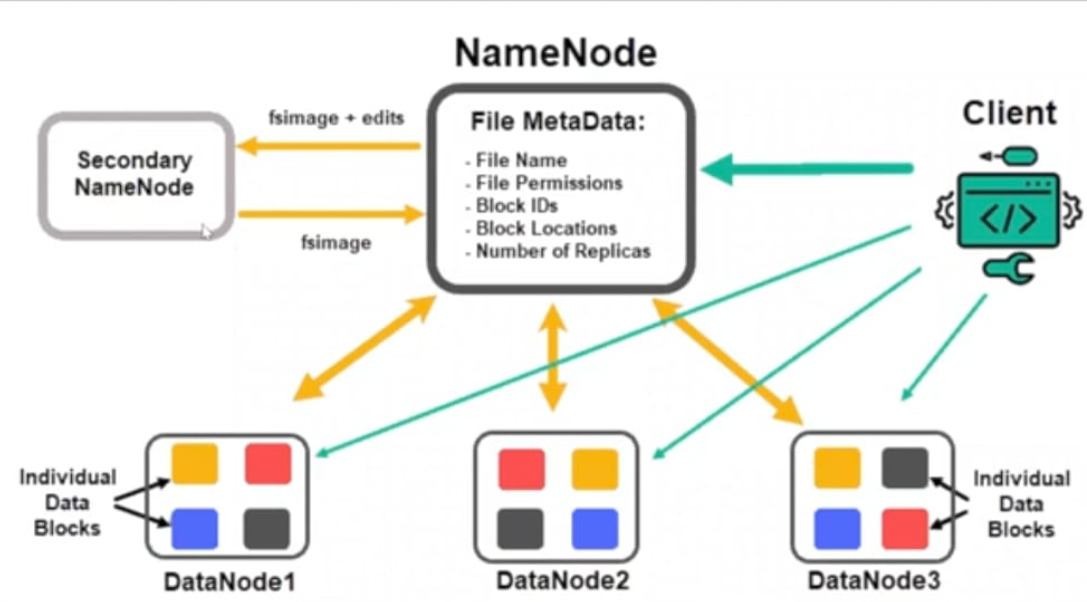 NameNode
fsimage + edits
Secondary
NameNode
fsimage
File MetaData:
- File Name
- File Permissions
- Block IDs
- Block Locations
- Number of Replicas
Client
</>
Individual
Data
Blocks
DataNode1
DataNode2
DataNode3
Individual
Data
Blocks